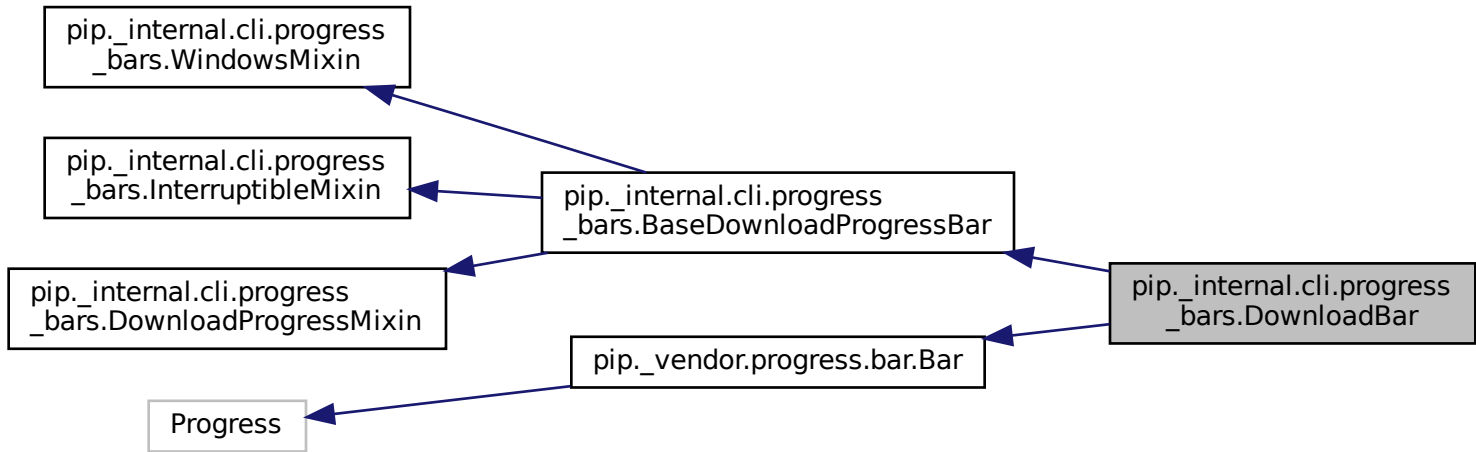 pip._internal.cli.progress
_bars.WindowsMixin
pip._internal.cli.progress
_bars.InterruptibleMixin
pip._internal.cli.progress
_bars.BaseDownloadProgressBar
pip._internal.cli.progress
_bars.DownloadProgressMixin
pip._internal.cli.progress
_bars.DownloadBar
pip._vendor.progress.bar.Bar
Progress